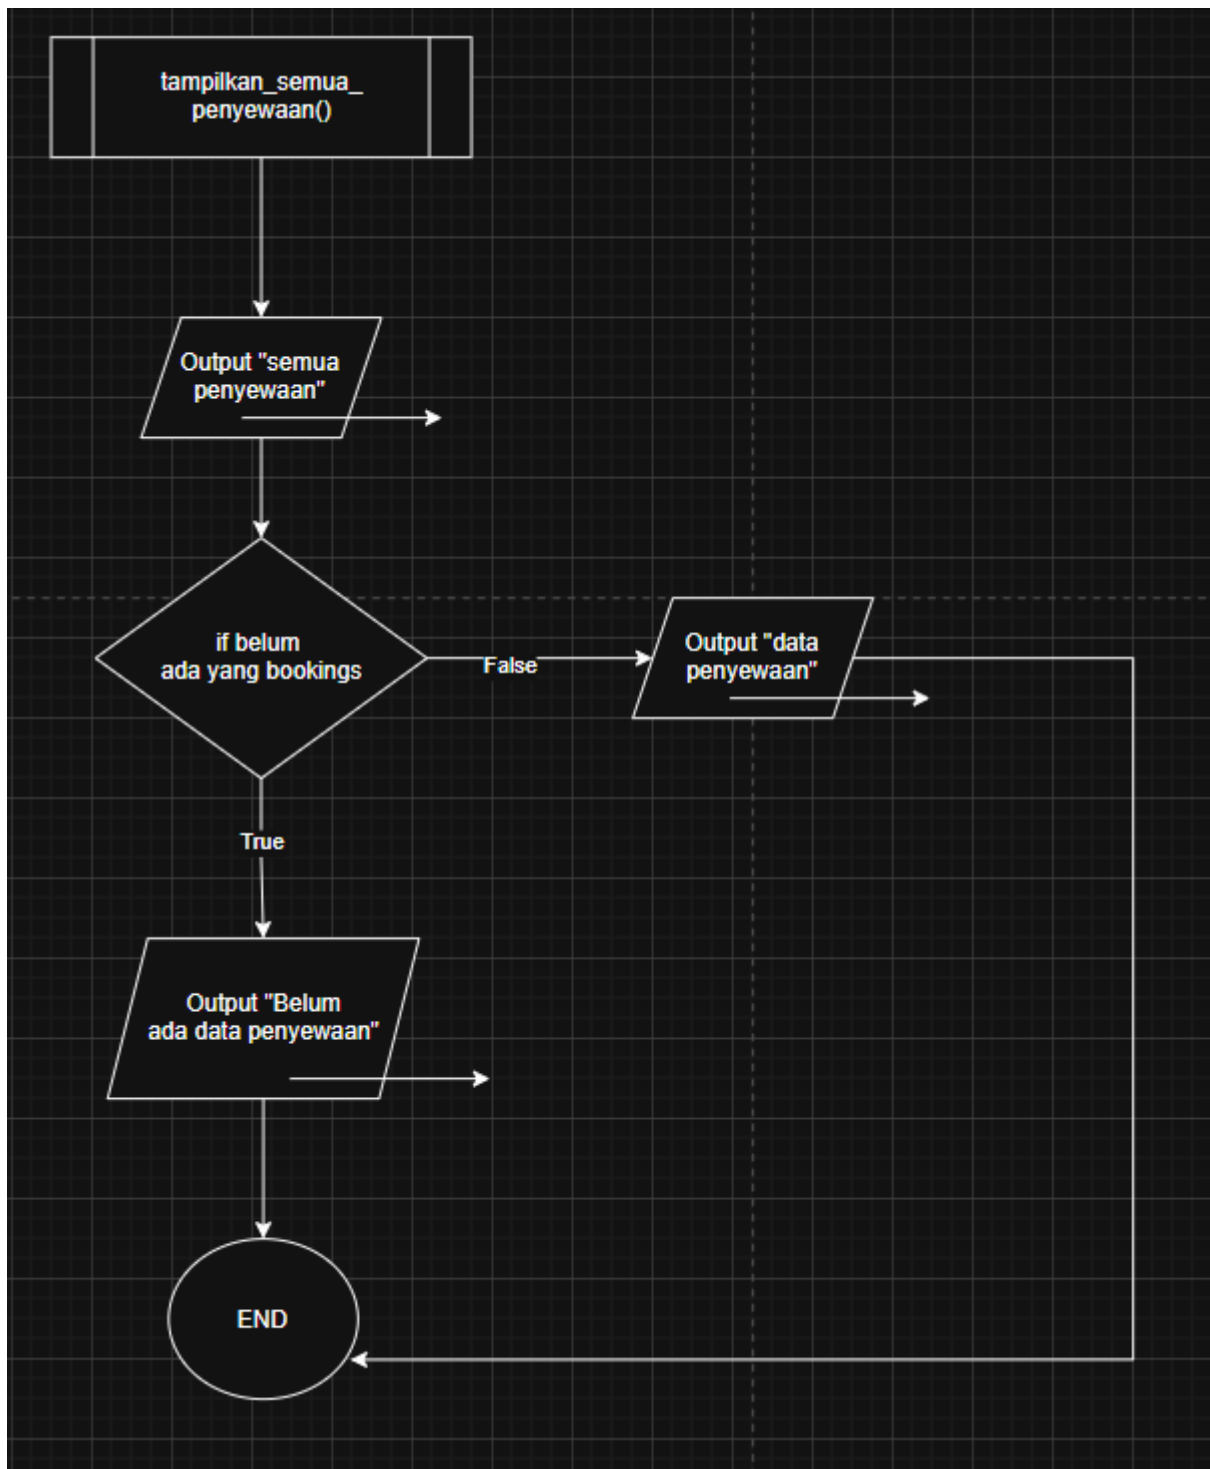 tampilkan_semua_
penyewaan()
Output "semua
penyewaan"
if belum
ada yang bookings
False
Output "data
penyewaan"
True
Output "Belum
ada data penyewaan"
END